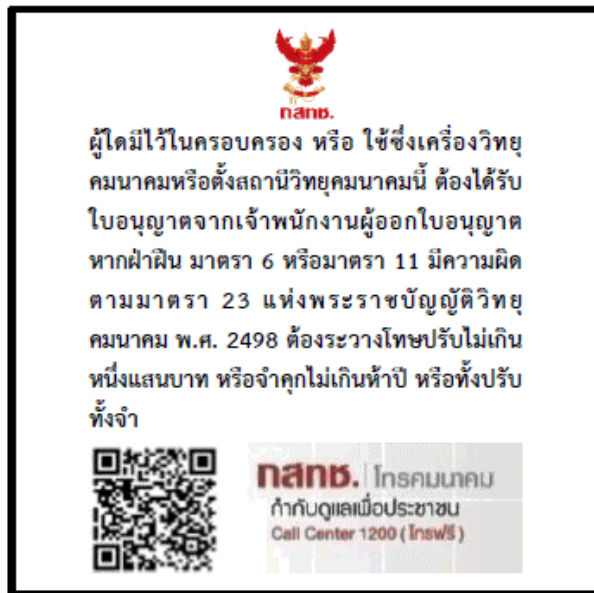 กสทช.
ผู้ใดมีไว้ในครอบครอง หรือ ใช้ซึ่งเครื่องวิทยุ
คมนาคมหรือตั้งสถานีวิทยุคมนาคมนี้ ต้องได้รับ
ใบอนุญาตจากเจ้าพนักงานผู้ออกใบอนุญาต
หากฝ่าฝืน มาตรา 6 หรือมาตรา 11 มีความผิด
ตามมาตรา 23 แห่งพระราชบัญญัติวิทยุ
คมนาคม พ.ศ. 2498 ต้องระวางโทษปรับไม่เกิน
หนึ่งแสนบาท หรือจำคุกไม่เกินห้าปี หรือทั้งปรับ
ทั้งจำ
กสทช. | โทรคมนาคม
กำกับดูแลเพื่อประชาชน
Call Center 1200 ( โทรฟรี )